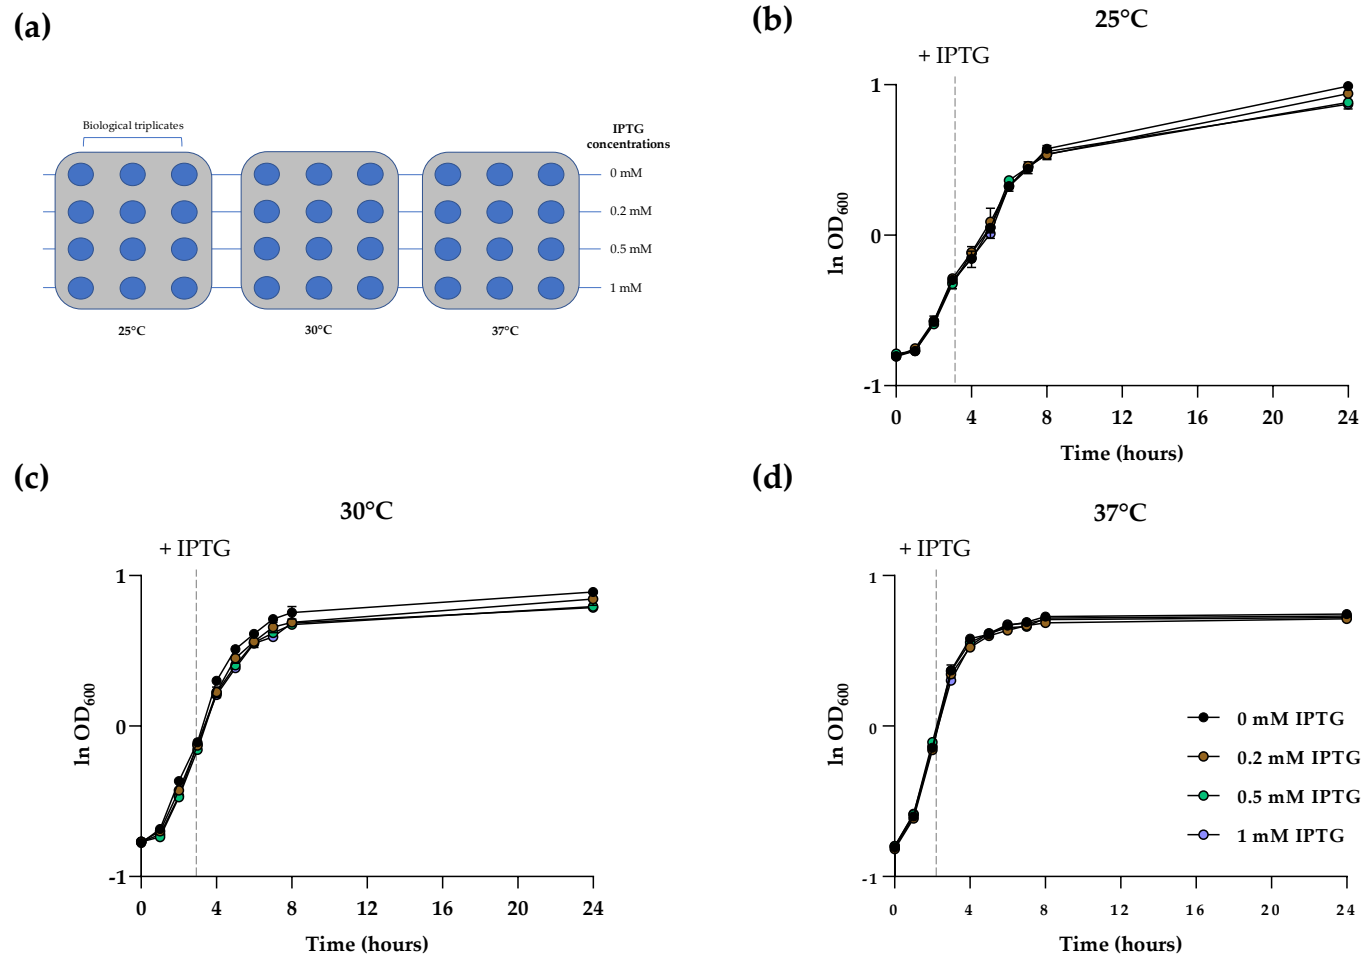 (a)
Biological triplicates
IPTG
concentrations
0 mM
0.2 mM
0.5 mM
1 mM
25°C
30°C
37°C
(b)
25°C
+ IPTG
1
0
-1
ln OD600
0
4
8
12
16
20
24
Time (hours)
(c)
30°C
+ IPTG
1
0
-1
ln OD600
0
4
8
12
16
20
24
Time (hours)
(d)
37°C
+ IPTG
1
0
-1
ln OD600
0
4
8
12
16
20
24
Time (hours)
0 mM IPTG
0.2 mM IPTG
0.5 mM IPTG
1 mM IPTG